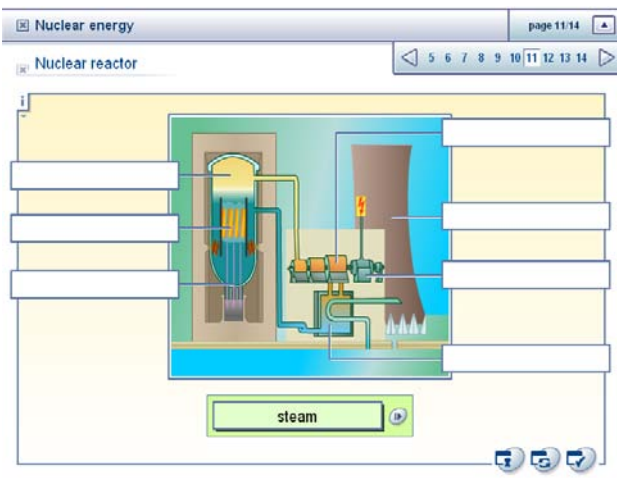 Nuclear energy
page 11/14
Nuclear reactor
5 6 7 8 9 10 11 12 13 14
i
steam